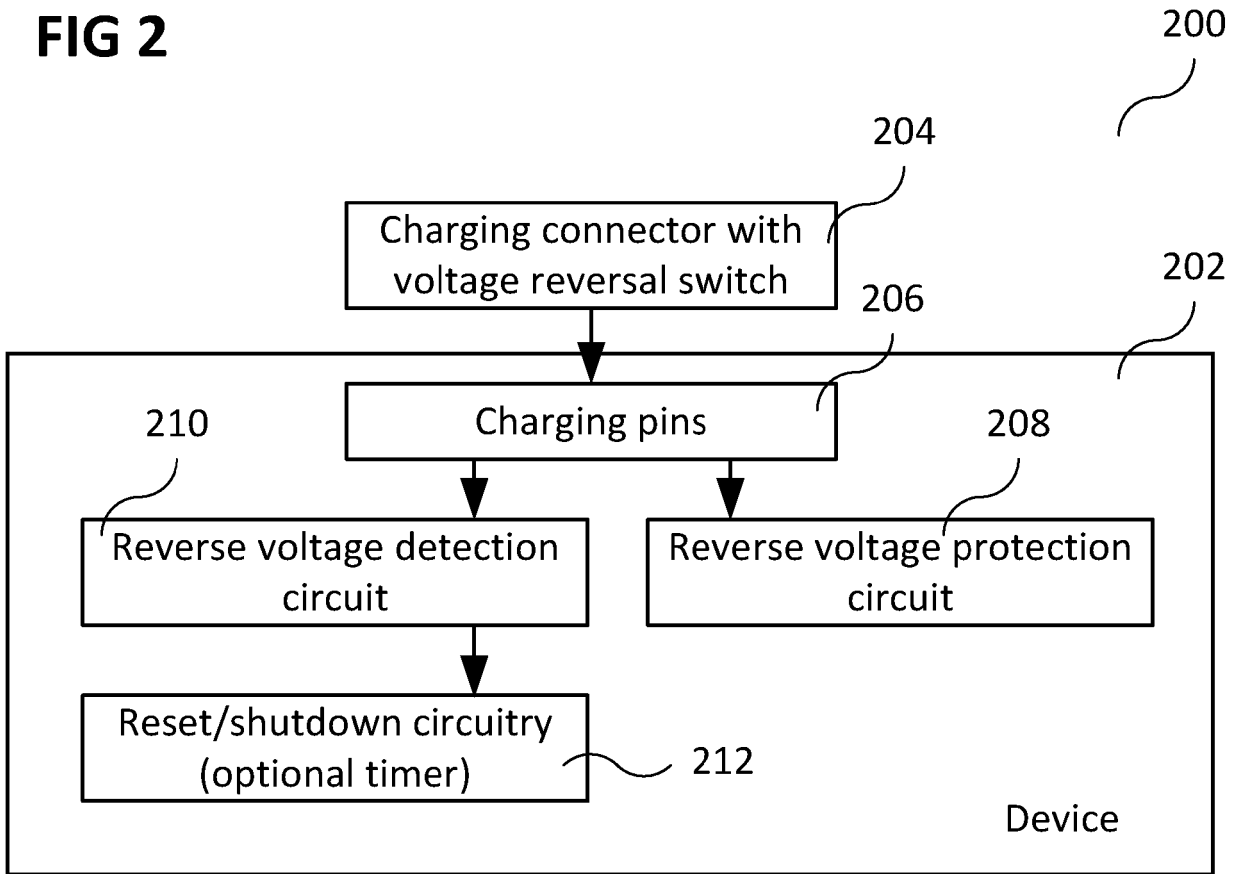 FIG 2
200
204
Charging connector with
voltage reversal switch
202
206
Charging pins
210
208
Reverse voltage detection
circuit
Reverse voltage protection
circuit
Reset/shutdown circuitry
(optional timer)
212
Device